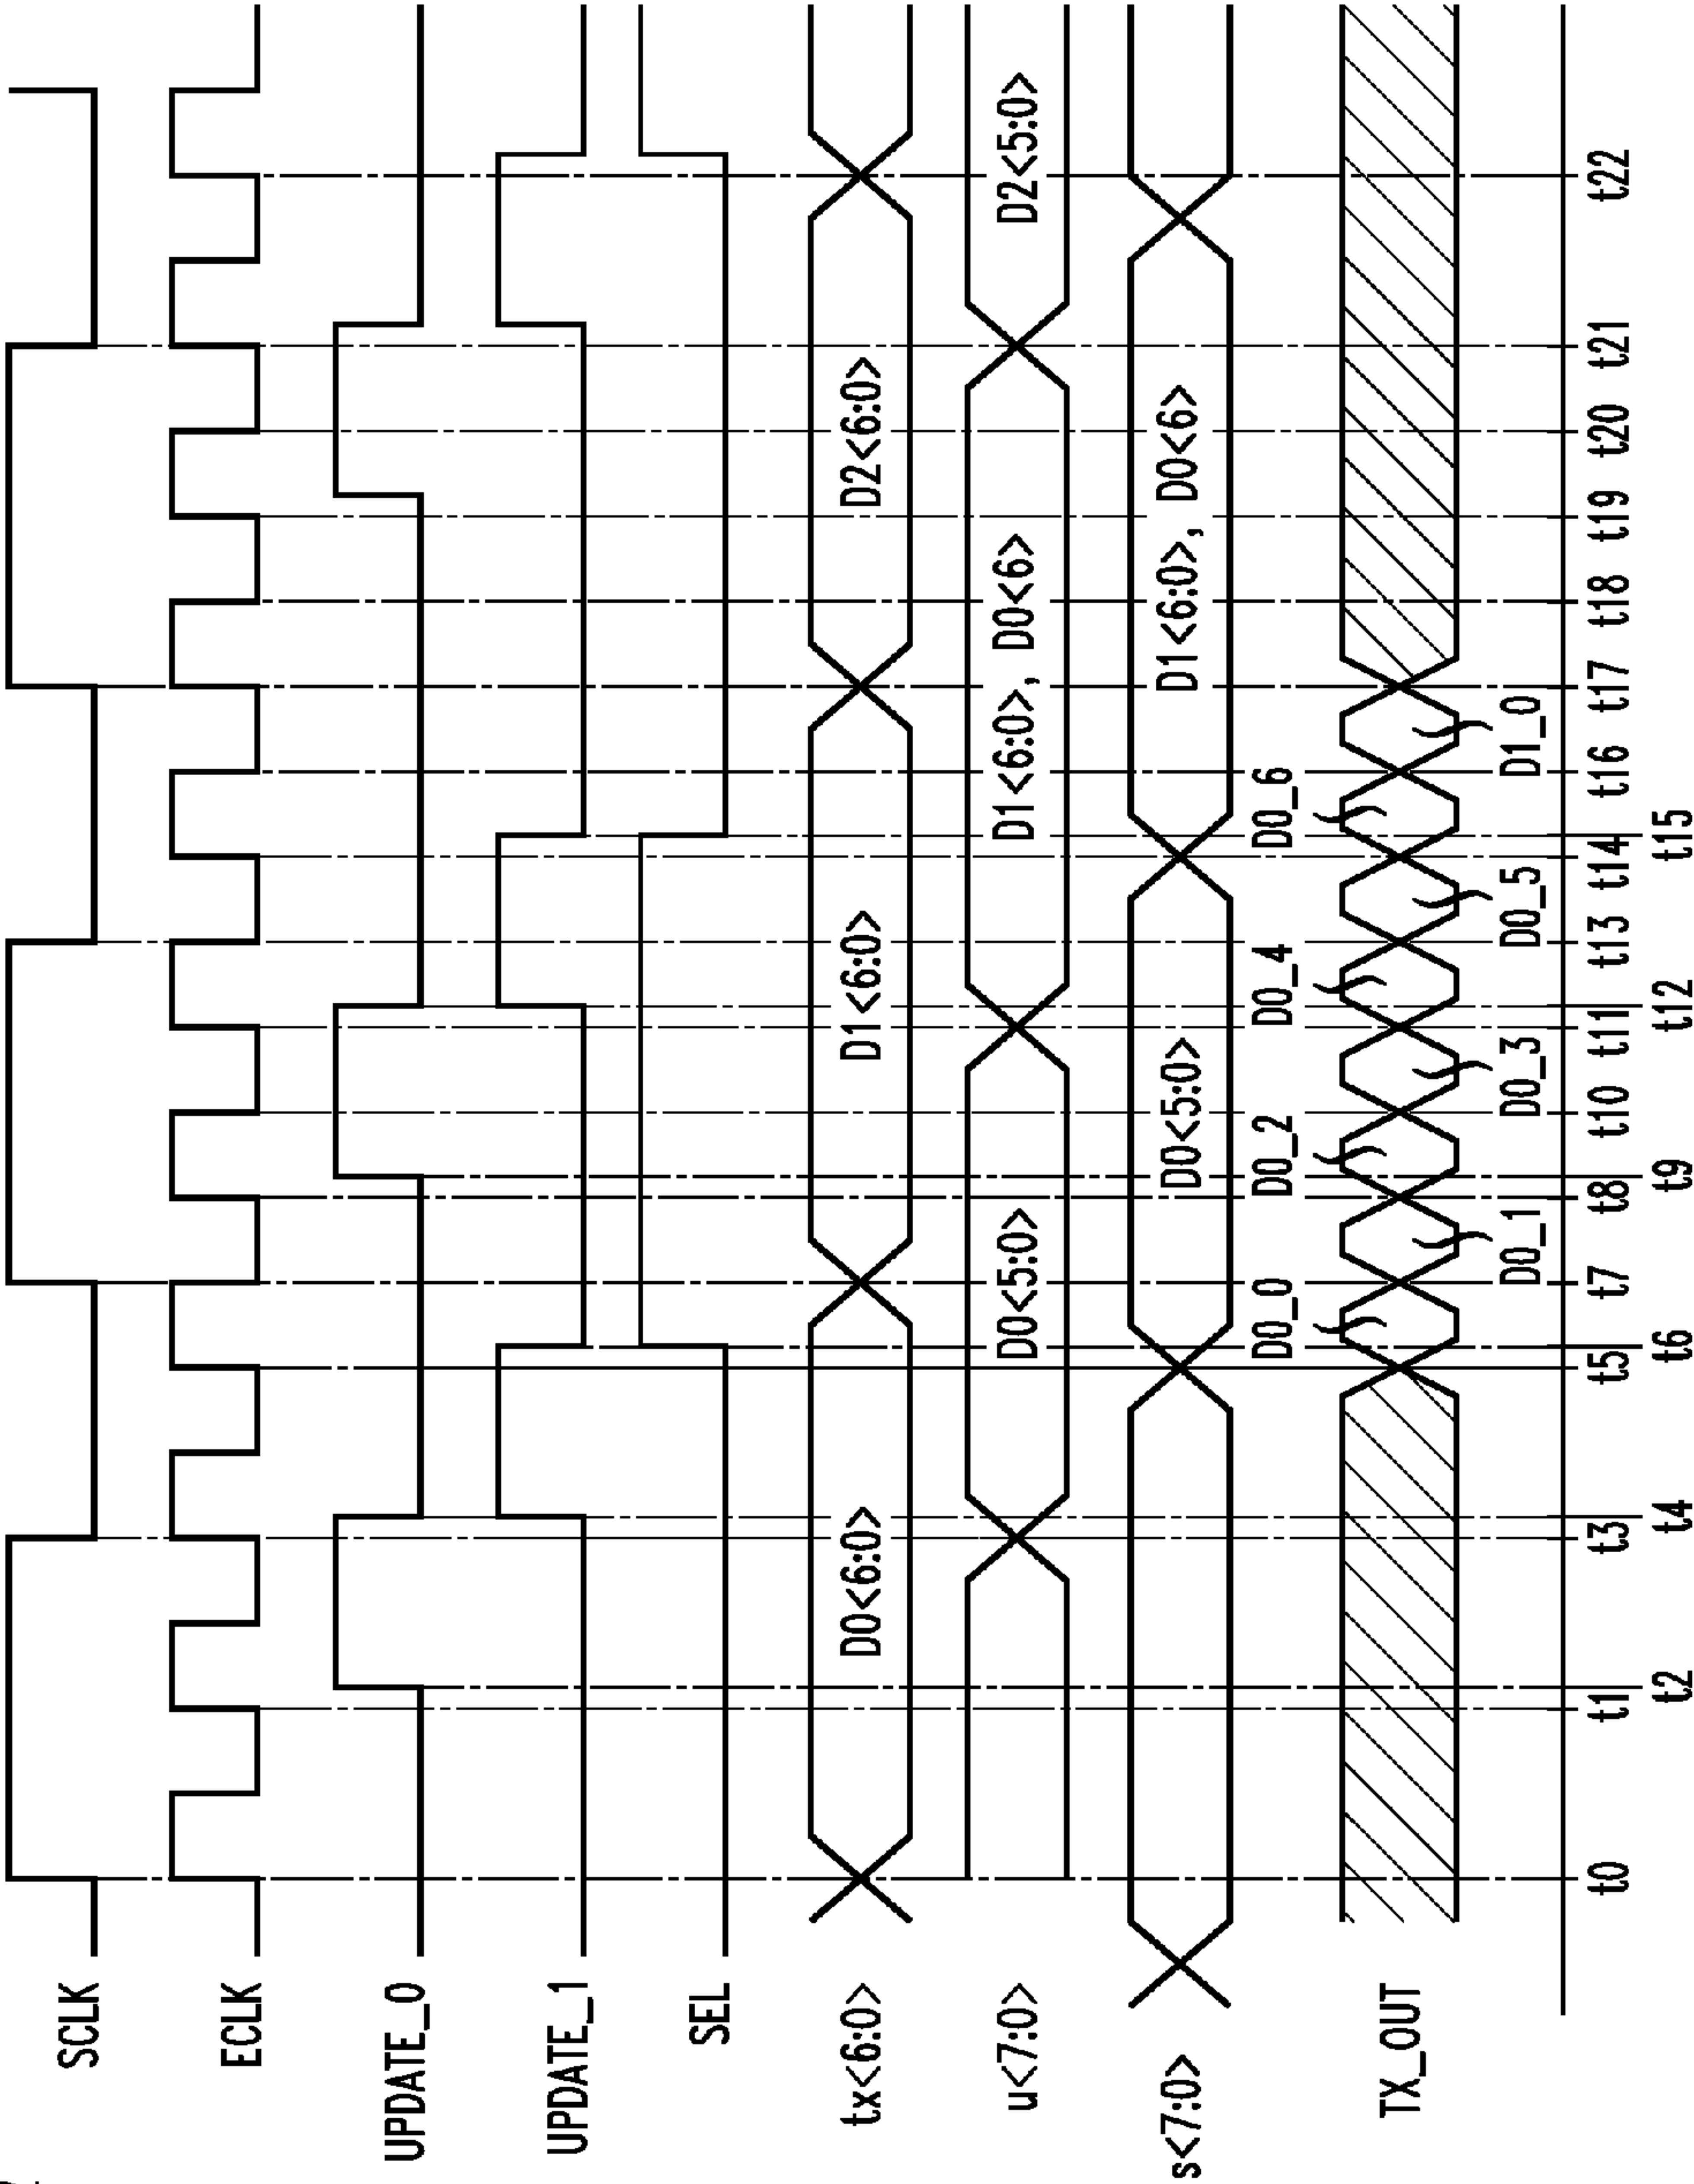 SCLK
ECLK
UPDATE_0
UPDATE_1
SEL
tx<6:0>
D0<6:0>
D1<6:0>
D2<6:0>
u<7:0>
D0<5:0>
D1<6:0>, D0<6>
D2<5:0>
s<7:0>
D0<5:0>
D1<6:0>, D0<6>
D0_0
D0_2
D0_4
D0_6
TX_OUT
D0_1
D0_3
D0_5
D1_0
t0 t1 t3 t5 t7 t8 t10 t11 t13 t14 t16 t17 t18 t19 t20 t21 t22
t2 t4 t6 t9 t12 t15